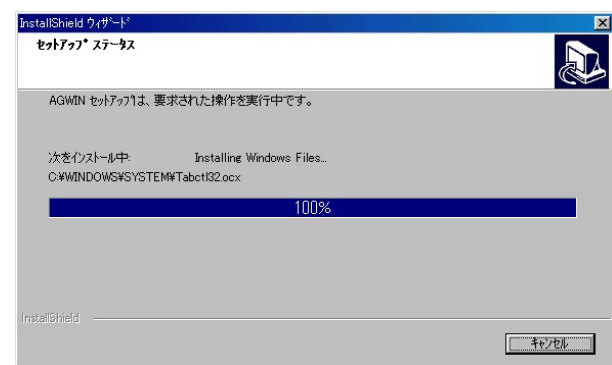 InstallShield ウィザード
セットアップ ステータス
AGWIN セットアップは、要求された操作を実行中です。
次をインストール中: Installing Windows Files...
C:¥WINDOWS¥SYSTEM¥Tabctl32.ocx
100%
InstallShield
キャンセル